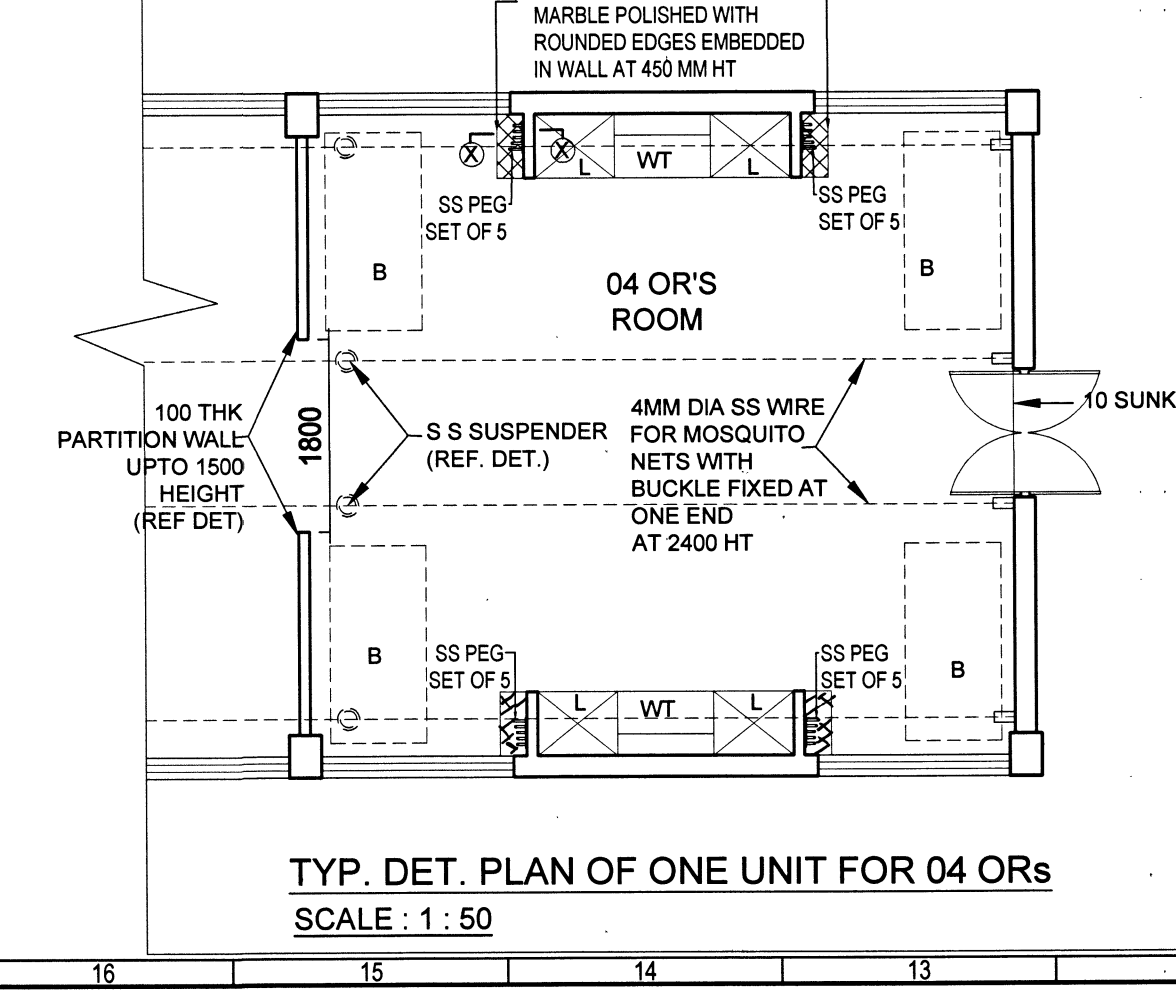 MARBLE POLISHED WITH
ROUNDED EDGES EMBEDDED
IN WALL AT 450 MM HT
X
X
L
WT
L
SS PEG
SET OF 5
SS PEG
SET OF 5
B
B
04 OR'S
ROOM
100 THK
PARTITION WALL
UPTO 1500
HEIGHT
(REF DET)
1800
S S SUSPENDER
(REF. DET.)
4MM DIA SS WIRE
FOR MOSQUITO
NETS WITH
BUCKLE FIXED AT
ONE END
AT 2400 HT
10 SUNK
B
SS PEG
SET OF 5
SS PEG
SET OF 5
B
L
WT
L
TYP. DET. PLAN OF ONE UNIT FOR 04 ORs
SCALE : 1 : 50
16
15
14
13